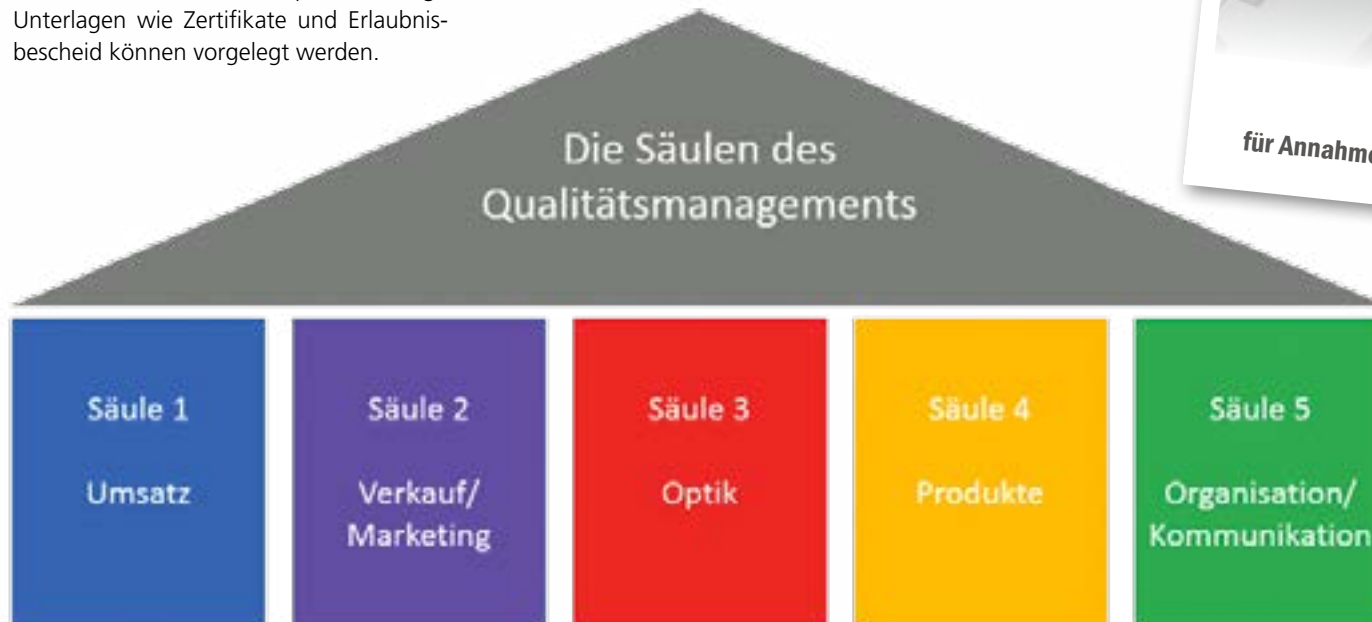 Unterlagen wie Zertifikate und Erlaubnis-
bescheid können vorgelegt werden.
für Annahme
Die Säulen des
Qualitätsmanagements
Säule 1
Umsatz
Säule 2
Verkauf/
Marketing
Säule 3
Optik
Säule 4
Produkte
Säule 5
Organisation/
Kommunikation